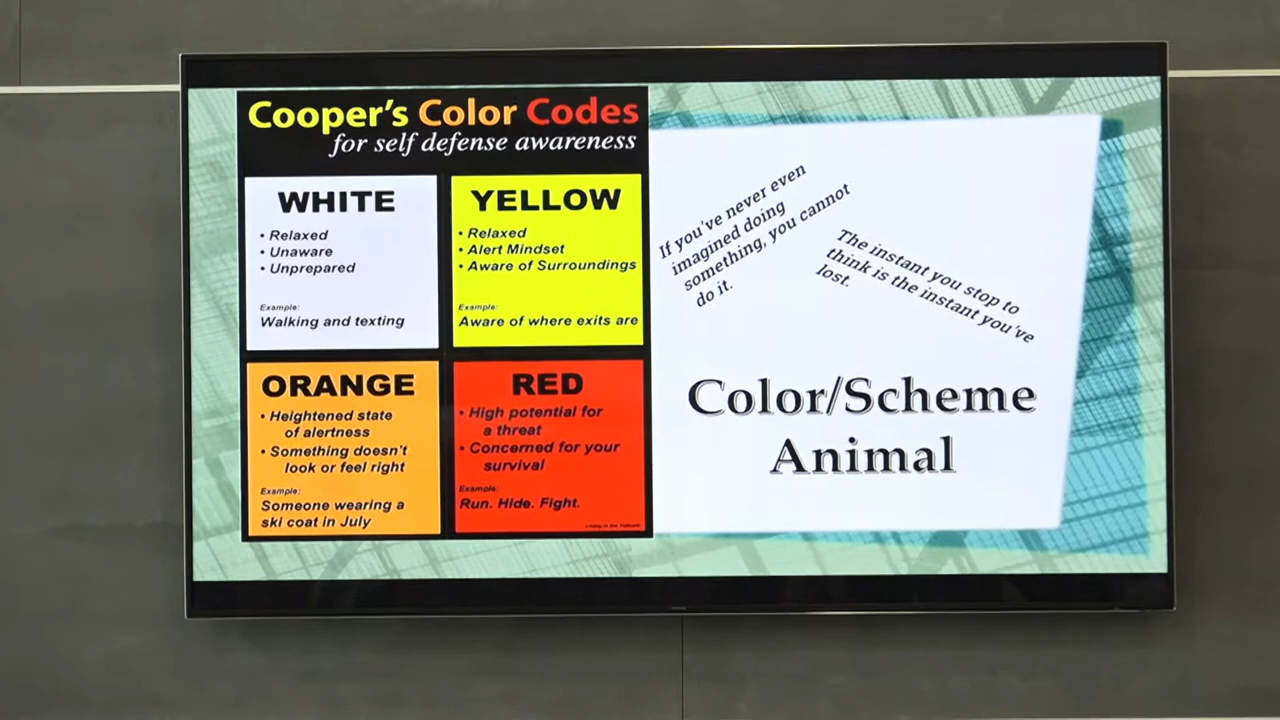 Cooper's Color Codes
for self defense awareness
WHITE
• Relaxed
• Unaware
• Unprepared
Example:
Walking and texting
YELLOW
• Relaxed
• Alert Mindset
• Aware of Surroundings
Example:
Aware of where exits are
ORANGE
• Heightened state
of alertness
• Something doesn't
look or feel right
Example:
Someone wearing a
ski coat in July
RED
• High potential for
a threat
• Concerned for your
survival
Example:
Run. Hide. Fight.
If you've never even
imagined doing
something, you cannot
do it.
The instant you stop to
think is the instant you've
lost.
Color/Scheme
Animal